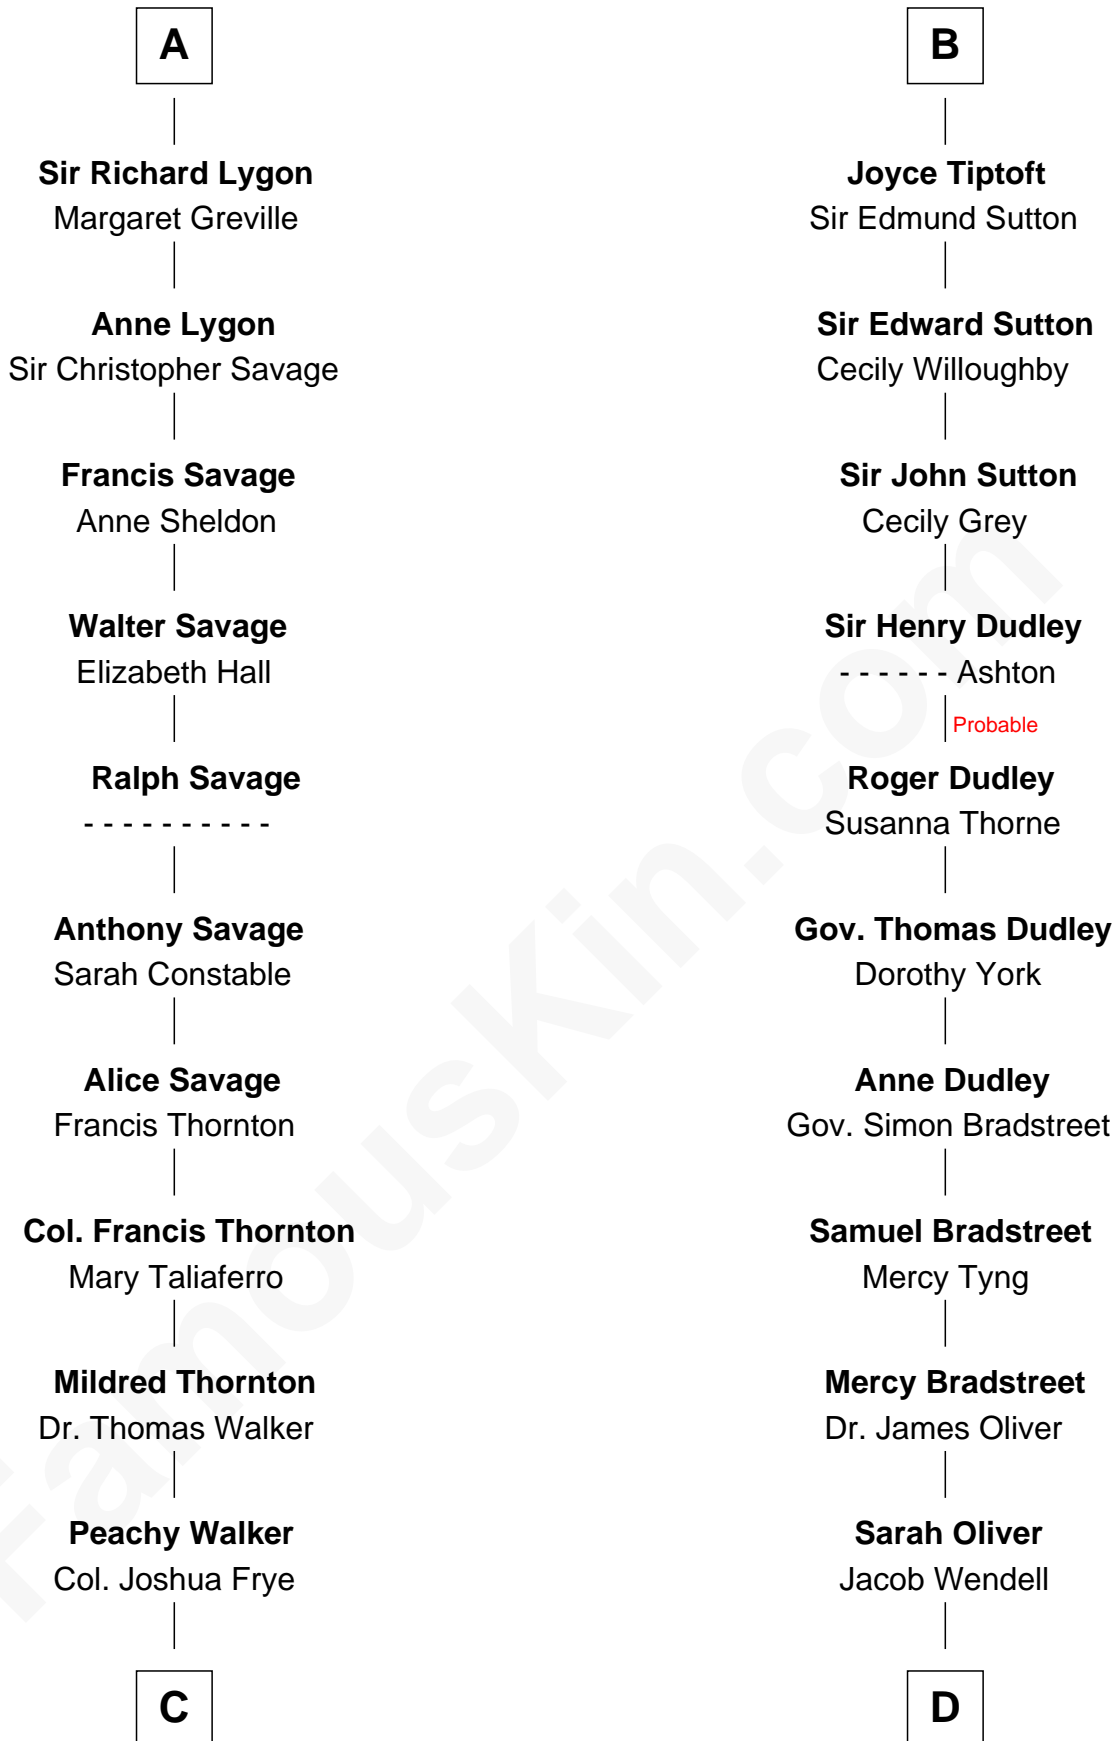 A
Sir Richard Lygon
Margaret Greville
Anne Lygon
Sir Christopher Savage
Francis Savage
Anne Sheldon
Walter Savage
Elizabeth Hall
Ralph Savage
- - - - - - - - - -
Anthony Savage
Sarah Constable
Alice Savage
Francis Thornton
Col. Francis Thornton
Mary Taliaferro
Mildred Thornton
Dr. Thomas Walker
Peachy Walker
Col. Joshua Frye
C
B
Joyce Tiptoft
Sir Edmund Sutton
Sir Edward Sutton
Cecily Willoughby
Sir John Sutton
Cecily Grey
Sir Henry Dudley
- - - - - - Ashton
Probable
Roger Dudley
Susanna Thorne
Gov. Thomas Dudley
Dorothy York
Anne Dudley
Gov. Simon Bradstreet
Samuel Bradstreet
Mercy Tyng
Mercy Bradstreet
Dr. James Oliver
Sarah Oliver
Jacob Wendell
D
FamousKin.com